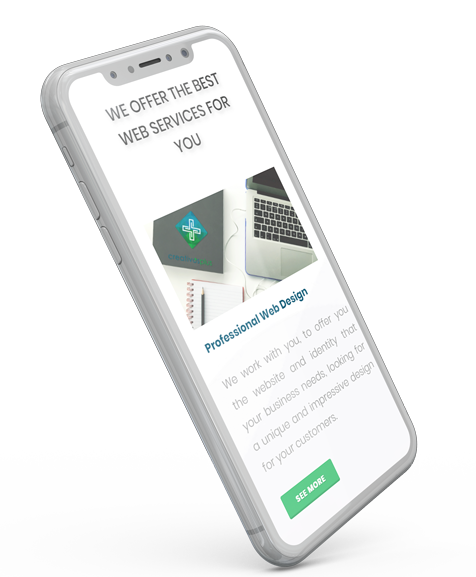 WE OFFER THE BEST
WEB SERVICES FOR
YOU
Professional Web Design
We work with you, to offer you
the website and identity that
your business needs, looking for
a unique and impressive design
for your customers.
SEE MORE